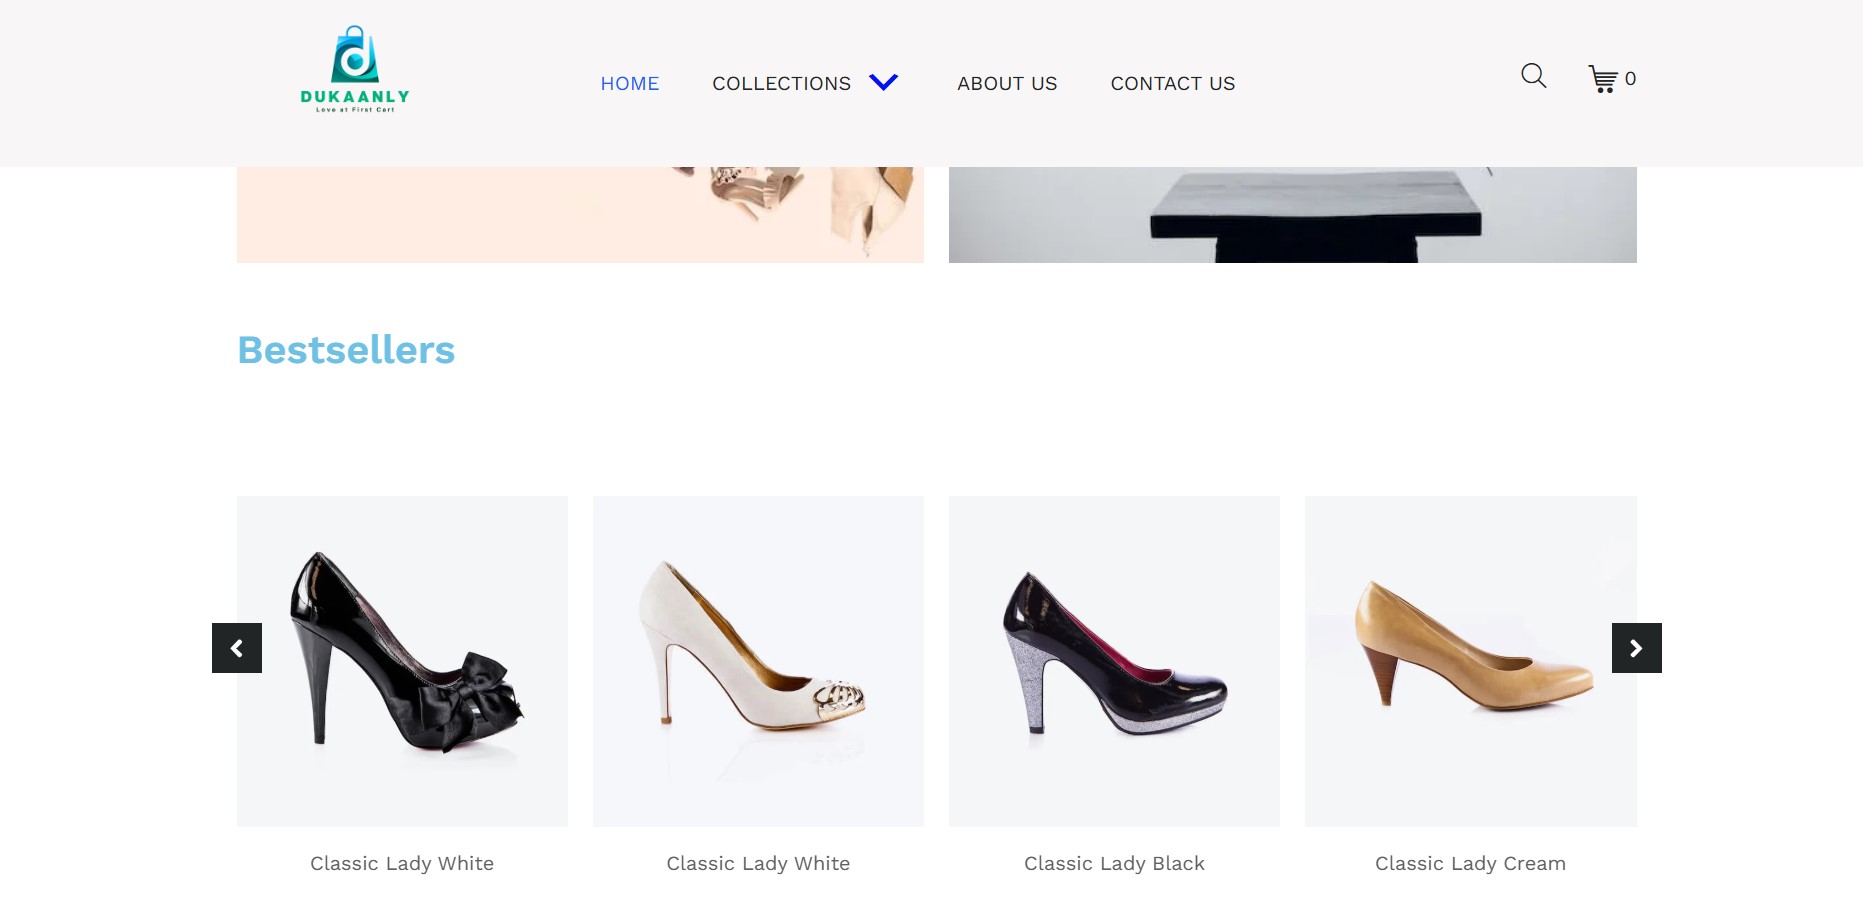 DUKAANLY
Love at First Cart
HOME COLLECTIONS ABOUT US CONTACT US
0
Bestsellers
Classic Lady White
Classic Lady White
Classic Lady Black
Classic Lady Cream